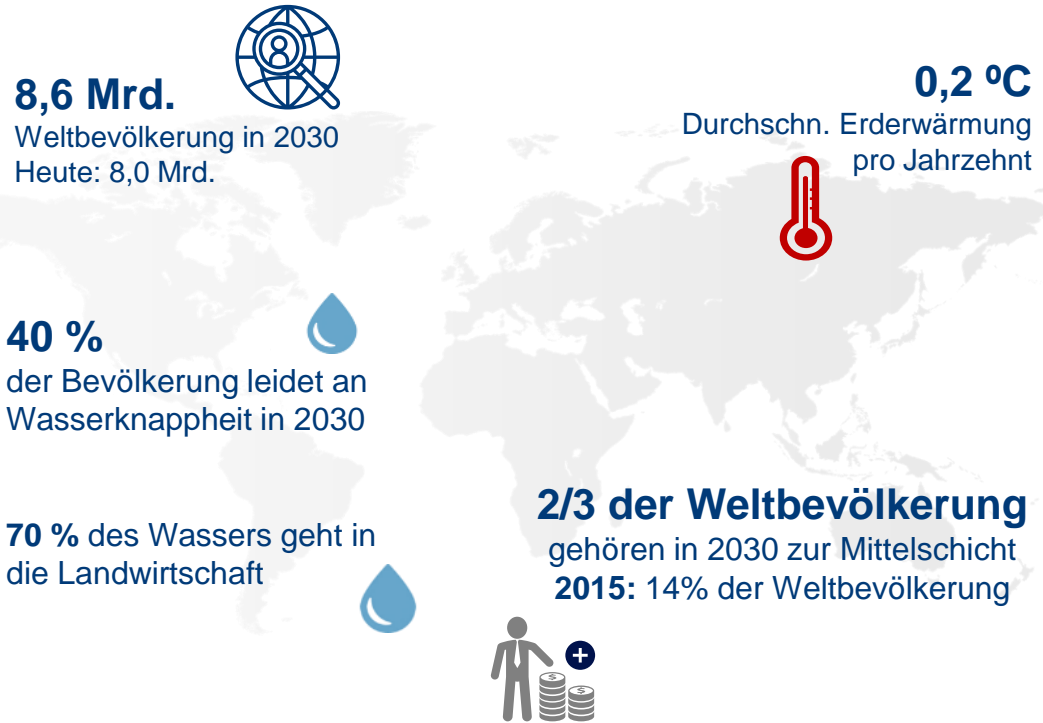 8,6 Mrd.
Weltbevölkerung in 2030
Heute: 8,0 Mrd.
0,2 ºC
Durchschn. Erderwärmung
pro Jahrzehnt
40 %
der Bevölkerung leidet an
Wasserknappheit in 2030
70 % des Wassers geht in
die Landwirtschaft
2/3 der Weltbevölkerung
gehören in 2030 zur Mittelschicht
2015: 14% der Weltbevölkerung